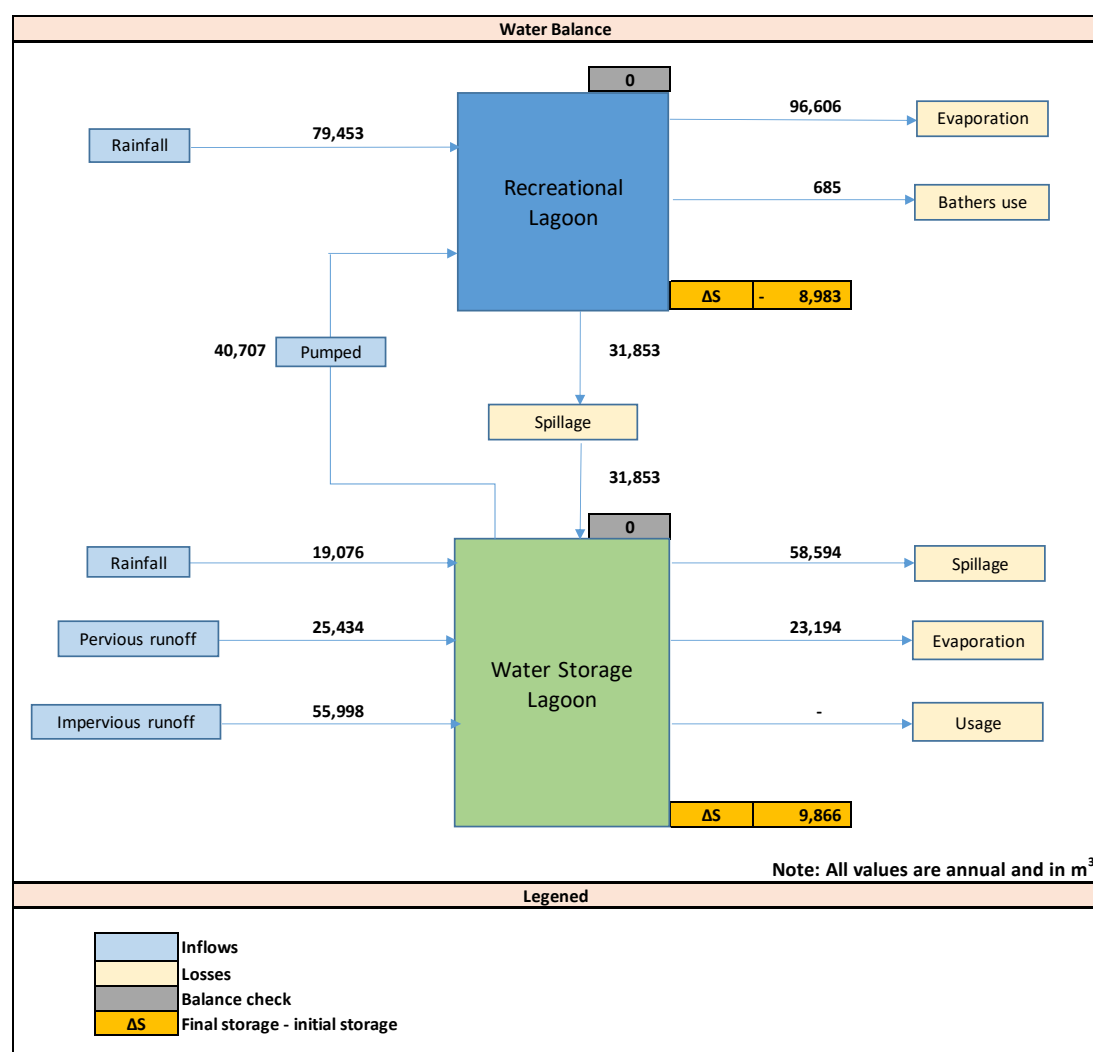 Water Balance
0
96,606
Evaporation
Rainfall
79,453
Recreational
Lagoon
685
Bathers use
ΔS
- 8,983
40,707
Pumped
31,853
Spillage
31,853
0
Rainfall
19,076
58,594
Spillage
Pervious runoff
25,434
23,194
Evaporation
Water Storage
Lagoon
Impervious runoff
55,998
-
Usage
ΔS
9,866
Note: All values are annual and in m³
Legened
Inflows
Losses
Balance check
ΔS
Final storage - initial storage